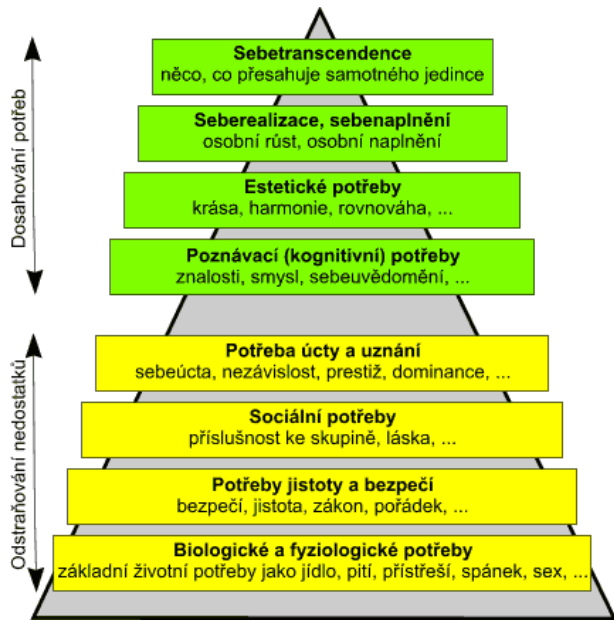 Sebetranscendence
něco, co přesahuje samotného jedince
Seberealizace, sebenaplnění
osobní růst, osobní naplnění
Estetické potřeby
krása, harmonie, rovnováha, ...
Poznávací (kognitivní) potřeby
znalosti, smysl, sebeuvědomění, ...
Dosahování potřeb
Potřeba úcty a uznání
sebeúcta, nezávislost, prestiž, dominance, ...
Sociální potřeby
příslušnost ke skupině, láska, ...
Potřeby jistoty a bezpečí
bezpečí, jistota, zákon, pořádek, ...
Biologické a fyziologické potřeby
základní životní potřeby jako jídlo, pití, přístřeší, spánek, sex, ...
Odstraňování nedostatků